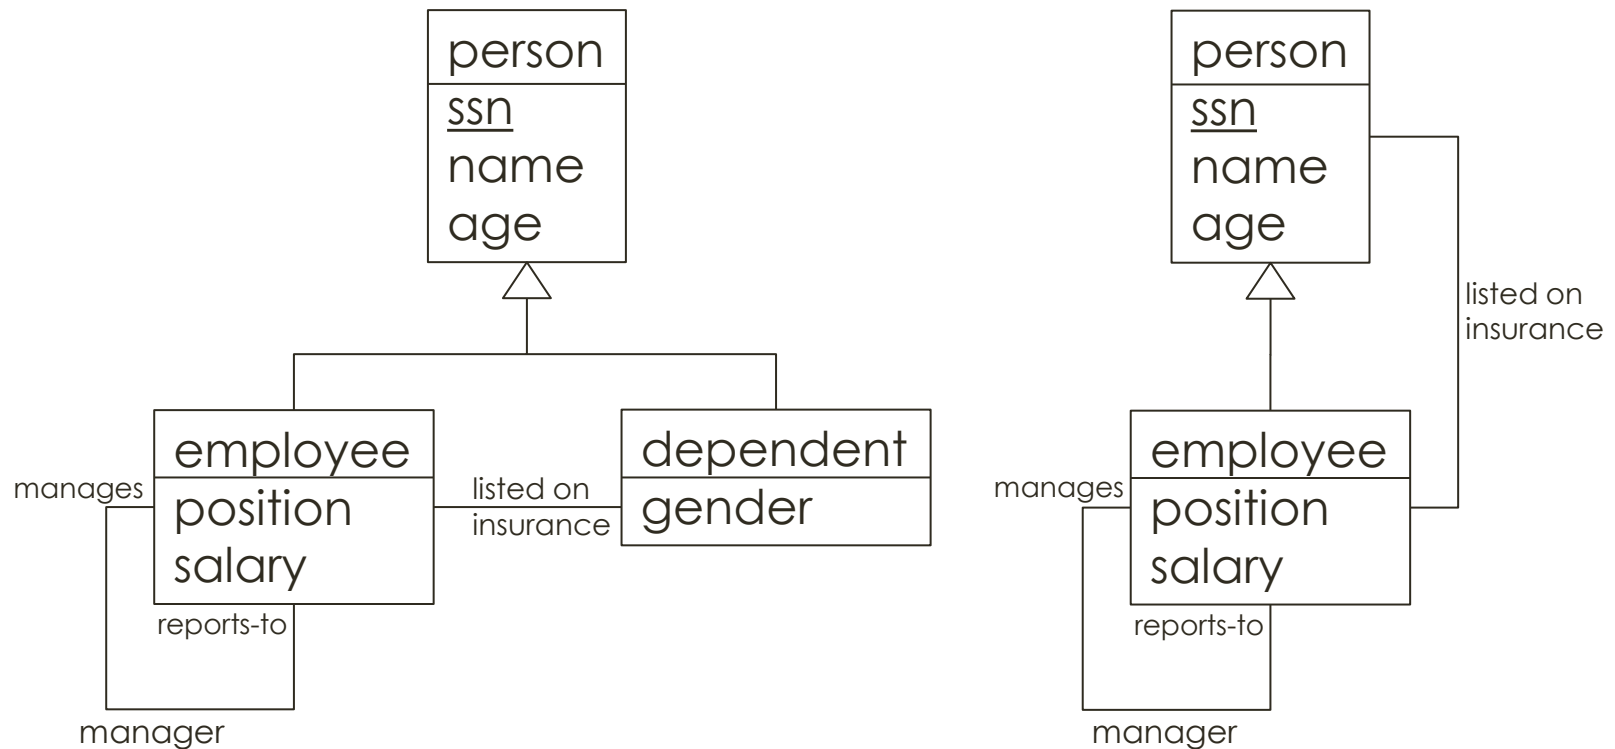 person
ssn
name
age
employee
position
salary
manages
reports-to
manager
listed on
insurance
dependent
gender
person
ssn
name
age
listed on
insurance
employee
position
salary
manages
reports-to
manager